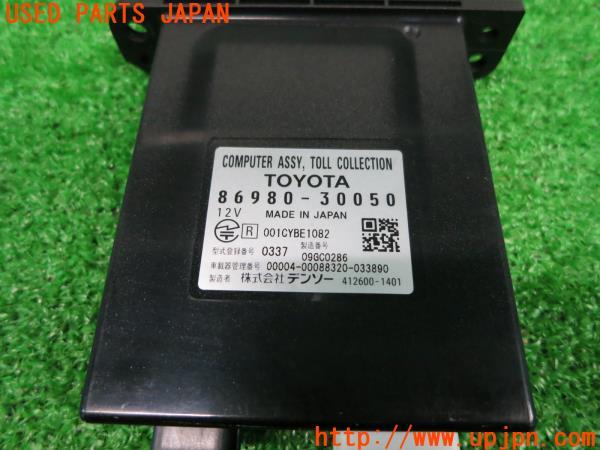 USED PARTS JAPAN
COMPUTER ASSY, TOLL COLLECTION
TOYOTA
86980-30050
12V MADE IN JAPAN
R 001CYBE1082
型式登録番号 0337 製造番号 09GC0286
車載器管理番号 00004-00088320-033890
製造者 株式会社 デンソー 412600-1401
http://www.upjpn.com